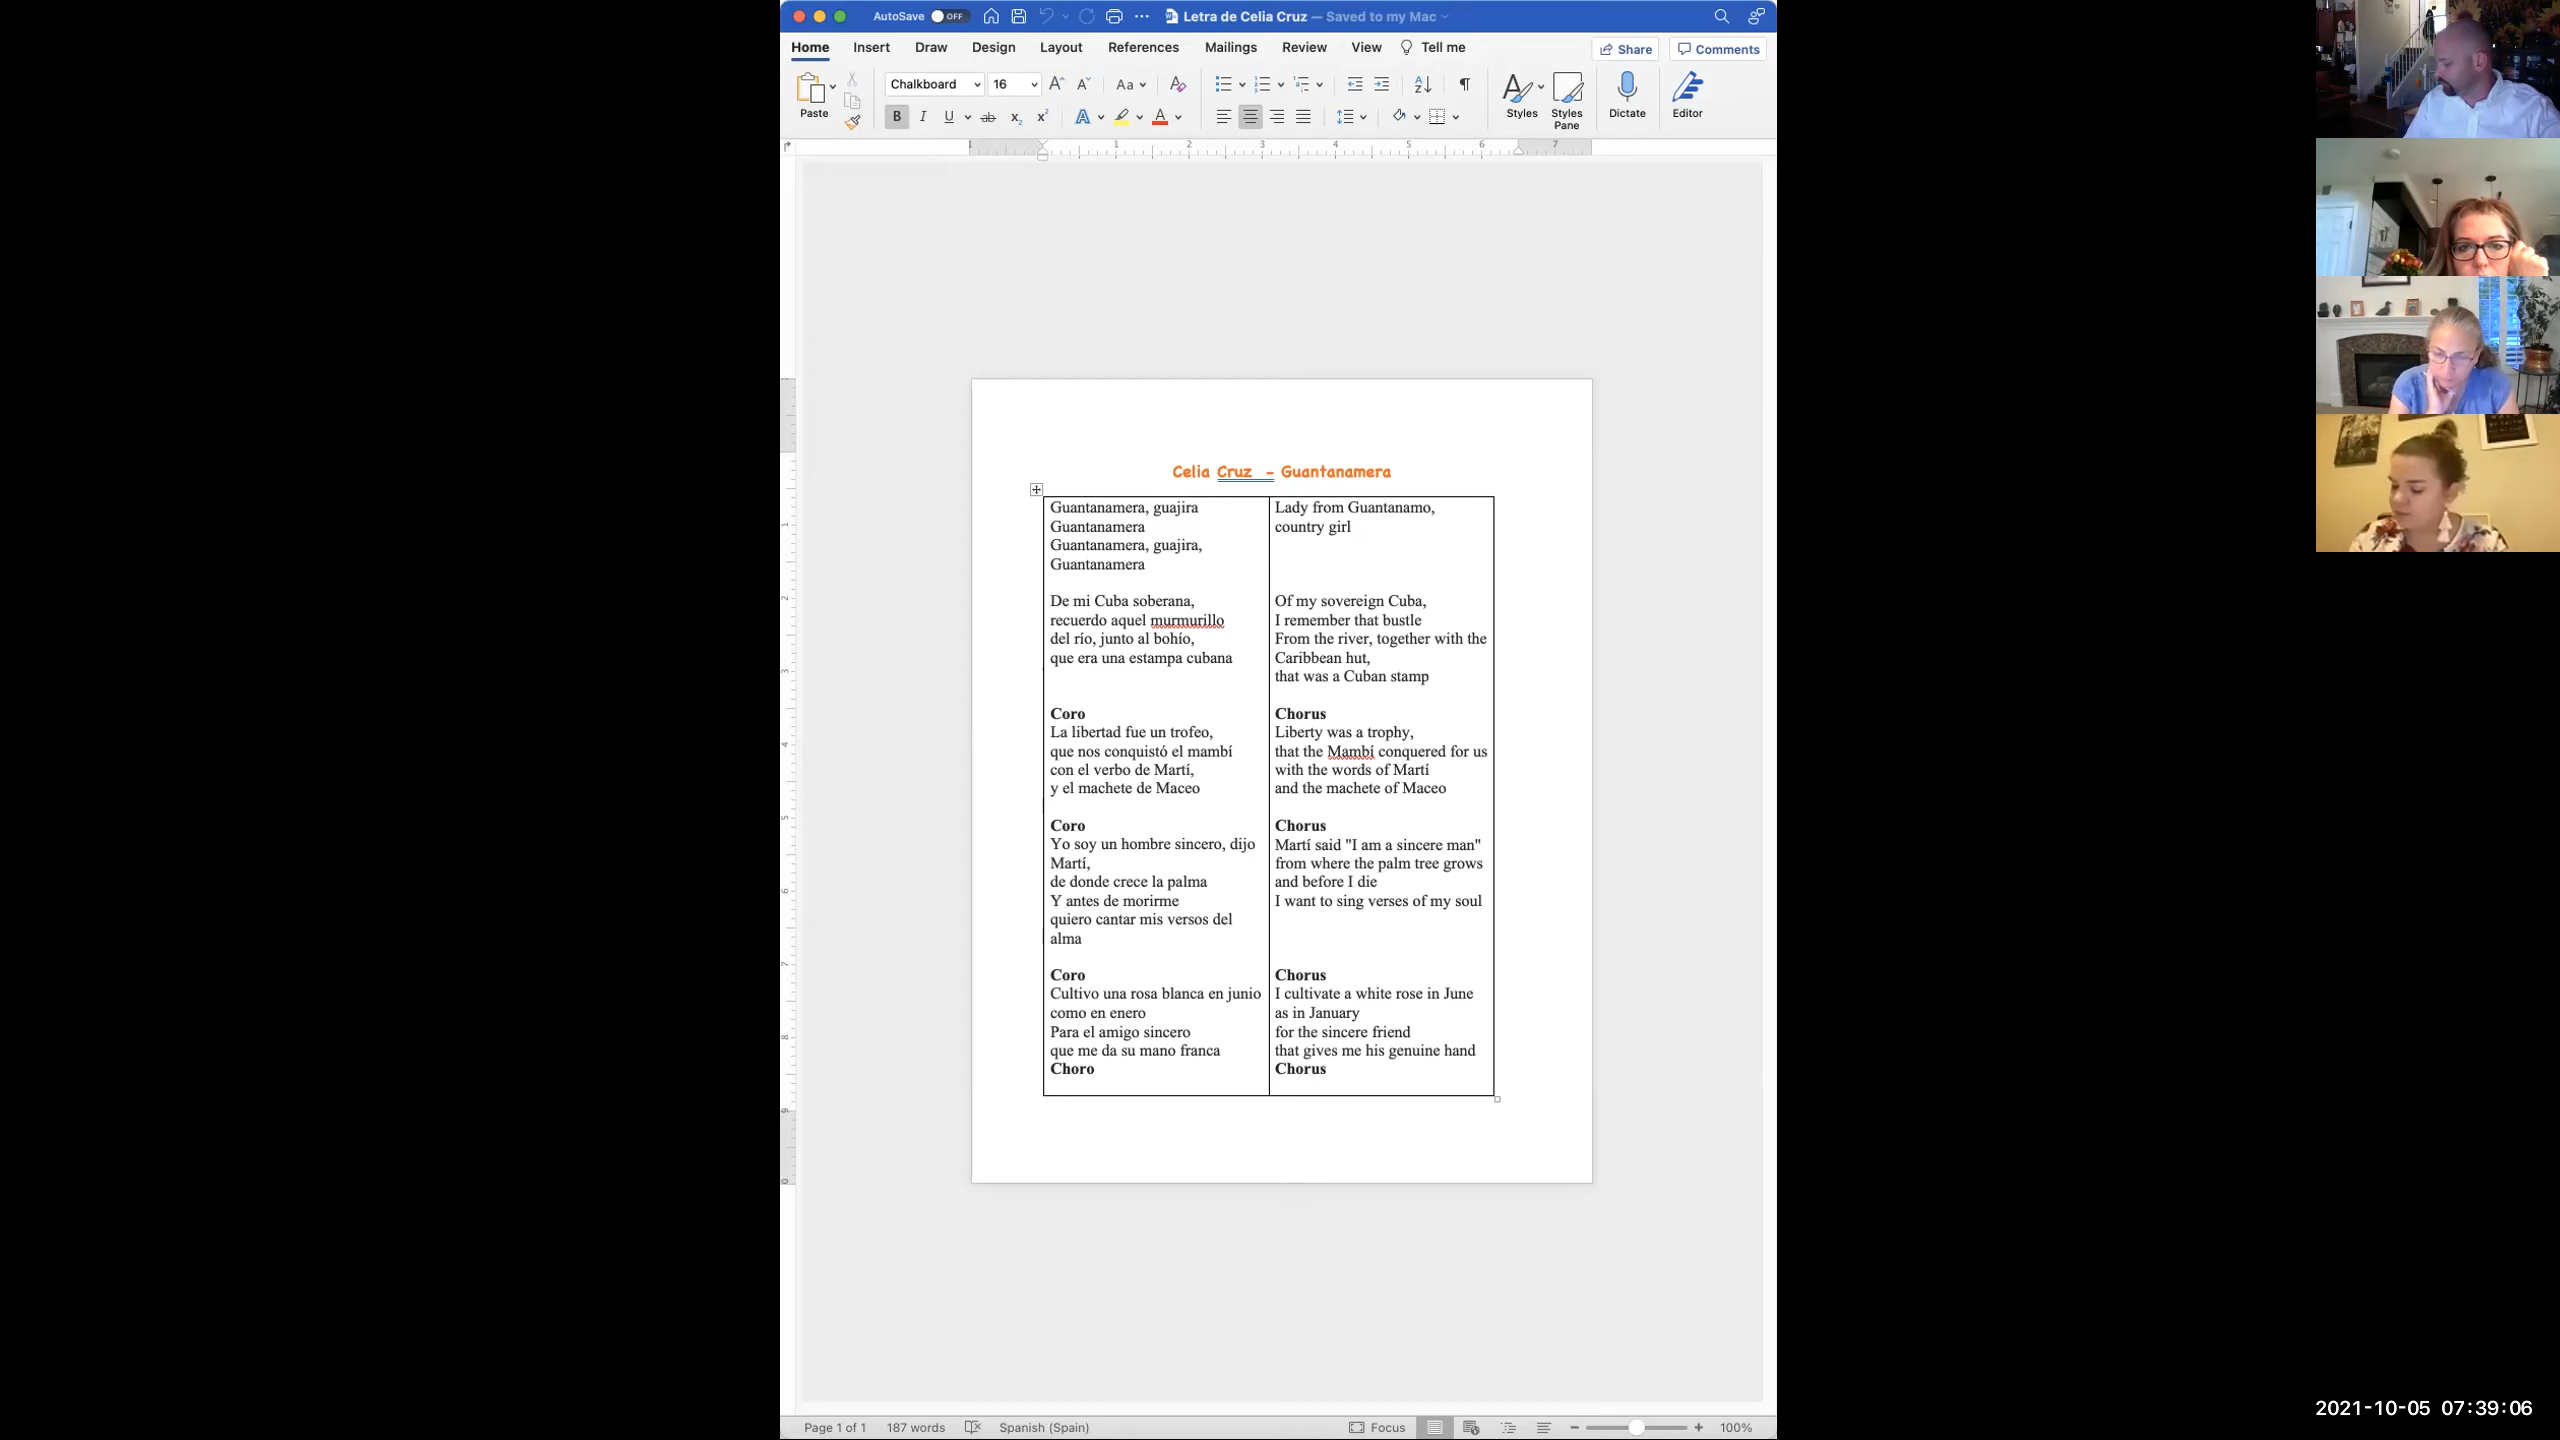 AutoSave OFF Letra de Celia Cruz — Saved to my Mac
Home Insert Draw Design Layout References Mailings Review View Tell me Share Comments
Paste Chalkboard 16 Aa Styles Styles Pane Dictate Editor
1 1 2 3 4 5 6 7
Celia Cruz - Guantanamera
Guantanamera, guajira
Guantanamera
Guantanamera, guajira,
Guantanamera
De mi Cuba soberana,
recuerdo aquel murmurillo
del río, junto al bohío,
que era una estampa cubana
Coro
La libertad fue un trofeo,
que nos conquistó el mambí
con el verbo de Martí,
y el machete de Maceo
Coro
Yo soy un hombre sincero, dijo
Martí,
de donde crece la palma
Y antes de morirme
quiero cantar mis versos del
alma
Coro
Cultivo una rosa blanca en junio
como en enero
Para el amigo sincero
que me da su mano franca
Choro
Lady from Guantanamo,
country girl
Of my sovereign Cuba,
I remember that bustle
From the river, together with the
Caribbean hut,
that was a Cuban stamp
Chorus
Liberty was a trophy,
that the Mambí conquered for us
with the words of Martí
and the machete of Maceo
Chorus
Martí said "I am a sincere man"
from where the palm tree grows
and before I die
I want to sing verses of my soul
Chorus
I cultivate a white rose in June
as in January
for the sincere friend
that gives me his genuine hand
Chorus
Page 1 of 1 187 words Spanish (Spain) Focus 100%
2021-10-05 07:39:06